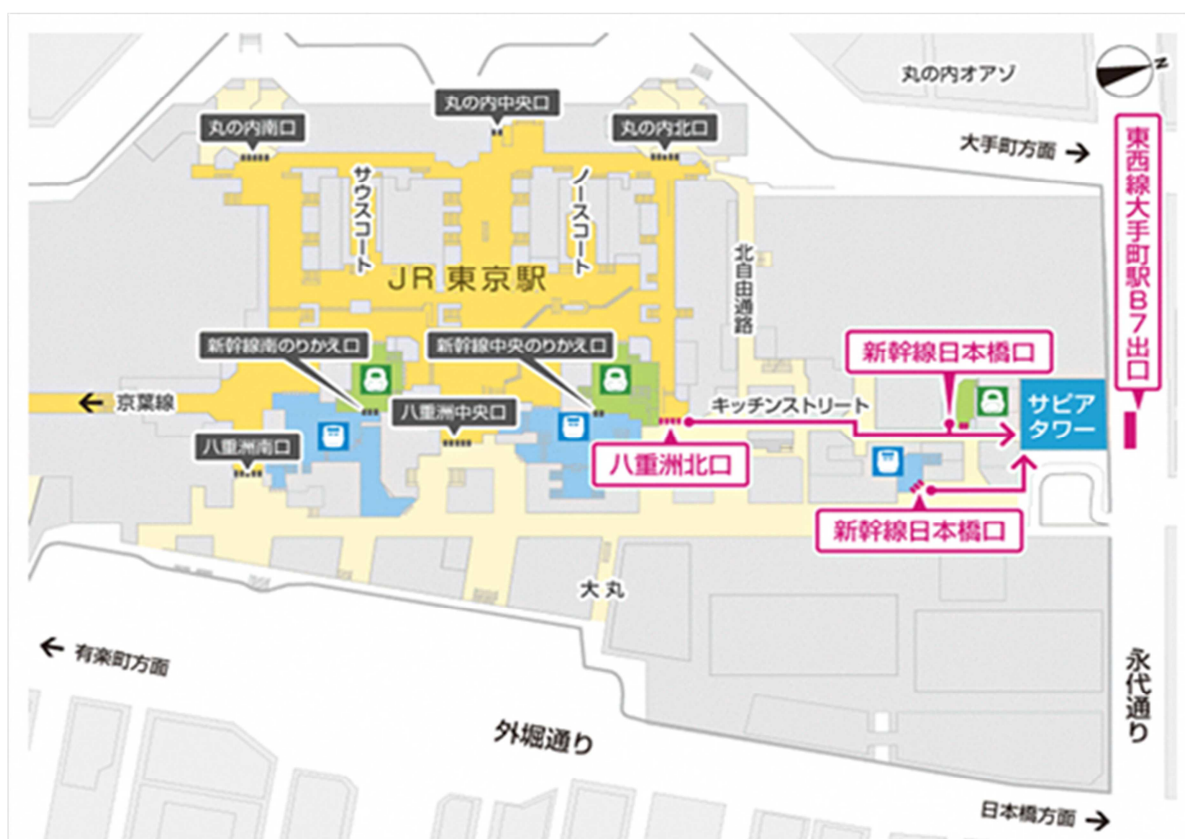 丸の内オアゾ
N
丸の内中央口
丸の内南口
丸の内北口
大手町方面
東西線大手町駅B7出口
サウスコート
ノースコート
JR 東京駅
北自由通路
新幹線南のりかえ口
新幹線中央のりかえ口
新幹線日本橋口
京葉線
八重洲中央口
キッチンストリート
サピア
タワー
八重洲南口
八重洲北口
新幹線日本橋口
大丸
有楽町方面
外堀通り
永代通り
日本橋方面